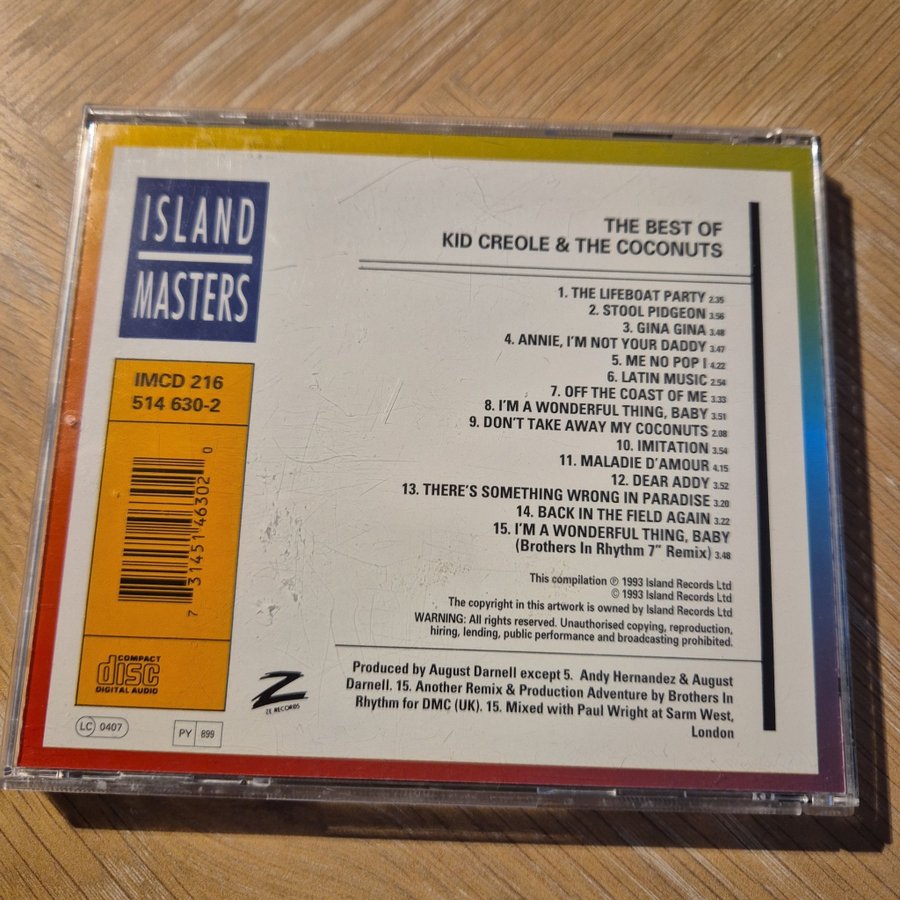 ISLAND
MASTERS
IMCD 216
514 630-2
7 31451 46302 0
COMPACT
disc
DIGITAL AUDIO
LC 0407
PY 899
Z
ZE RECORDS
THE BEST OF
KID CREOLE & THE COCONUTS
1. THE LIFEBOAT PARTY 2.35
2. STOOL PIDGEON 3.56
3. GINA GINA 3.48
4. ANNIE, I'M NOT YOUR DADDY 3.47
5. ME NO POP I 4.22
6. LATIN MUSIC 2.54
7. OFF THE COAST OF ME 3.33
8. I'M A WONDERFUL THING, BABY 3.51
9. DON'T TAKE AWAY MY COCONUTS 2.08
10. IMITATION 3.54
11. MALADIE D'AMOUR 4.15
12. DEAR ADDY 3.52
13. THERE'S SOMETHING WRONG IN PARADISE 3.20
14. BACK IN THE FIELD AGAIN 3.22
15. I'M A WONDERFUL THING, BABY
(Brothers In Rhythm 7" Remix) 3.48
This compilation ℗ 1993 Island Records Ltd
© 1993 Island Records Ltd
The copyright in this artwork is owned by Island Records Ltd
WARNING: All rights reserved. Unauthorised copying, reproduction,
hiring, lending, public performance and broadcasting prohibited.
Produced by August Darnell except 5. Andy Hernandez & August
Darnell. 15. Another Remix & Production Adventure by Brothers In
Rhythm for DMC (UK). 15. Mixed with Paul Wright at Sarm West,
London